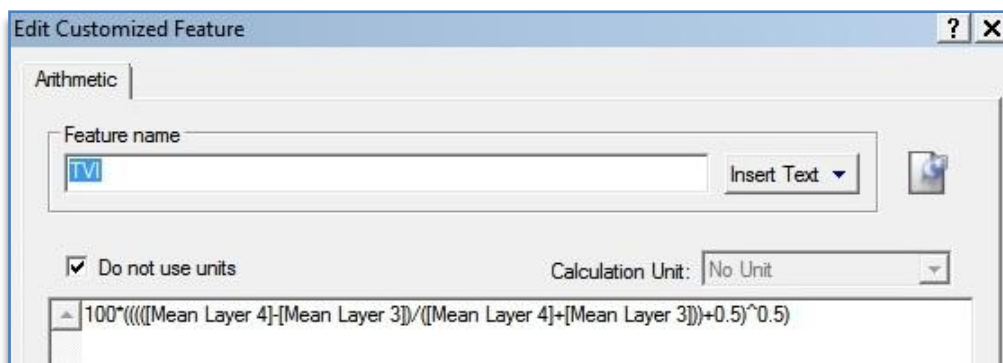 Edit Customized Feature
? X
Arithmetic
Feature name
TVI
Insert Text
Do not use units
Calculation Unit: No Unit
100*((((([Mean Layer 4]-[Mean Layer 3])/([Mean Layer 4]+[Mean Layer 3])))+0.5)^0.5)